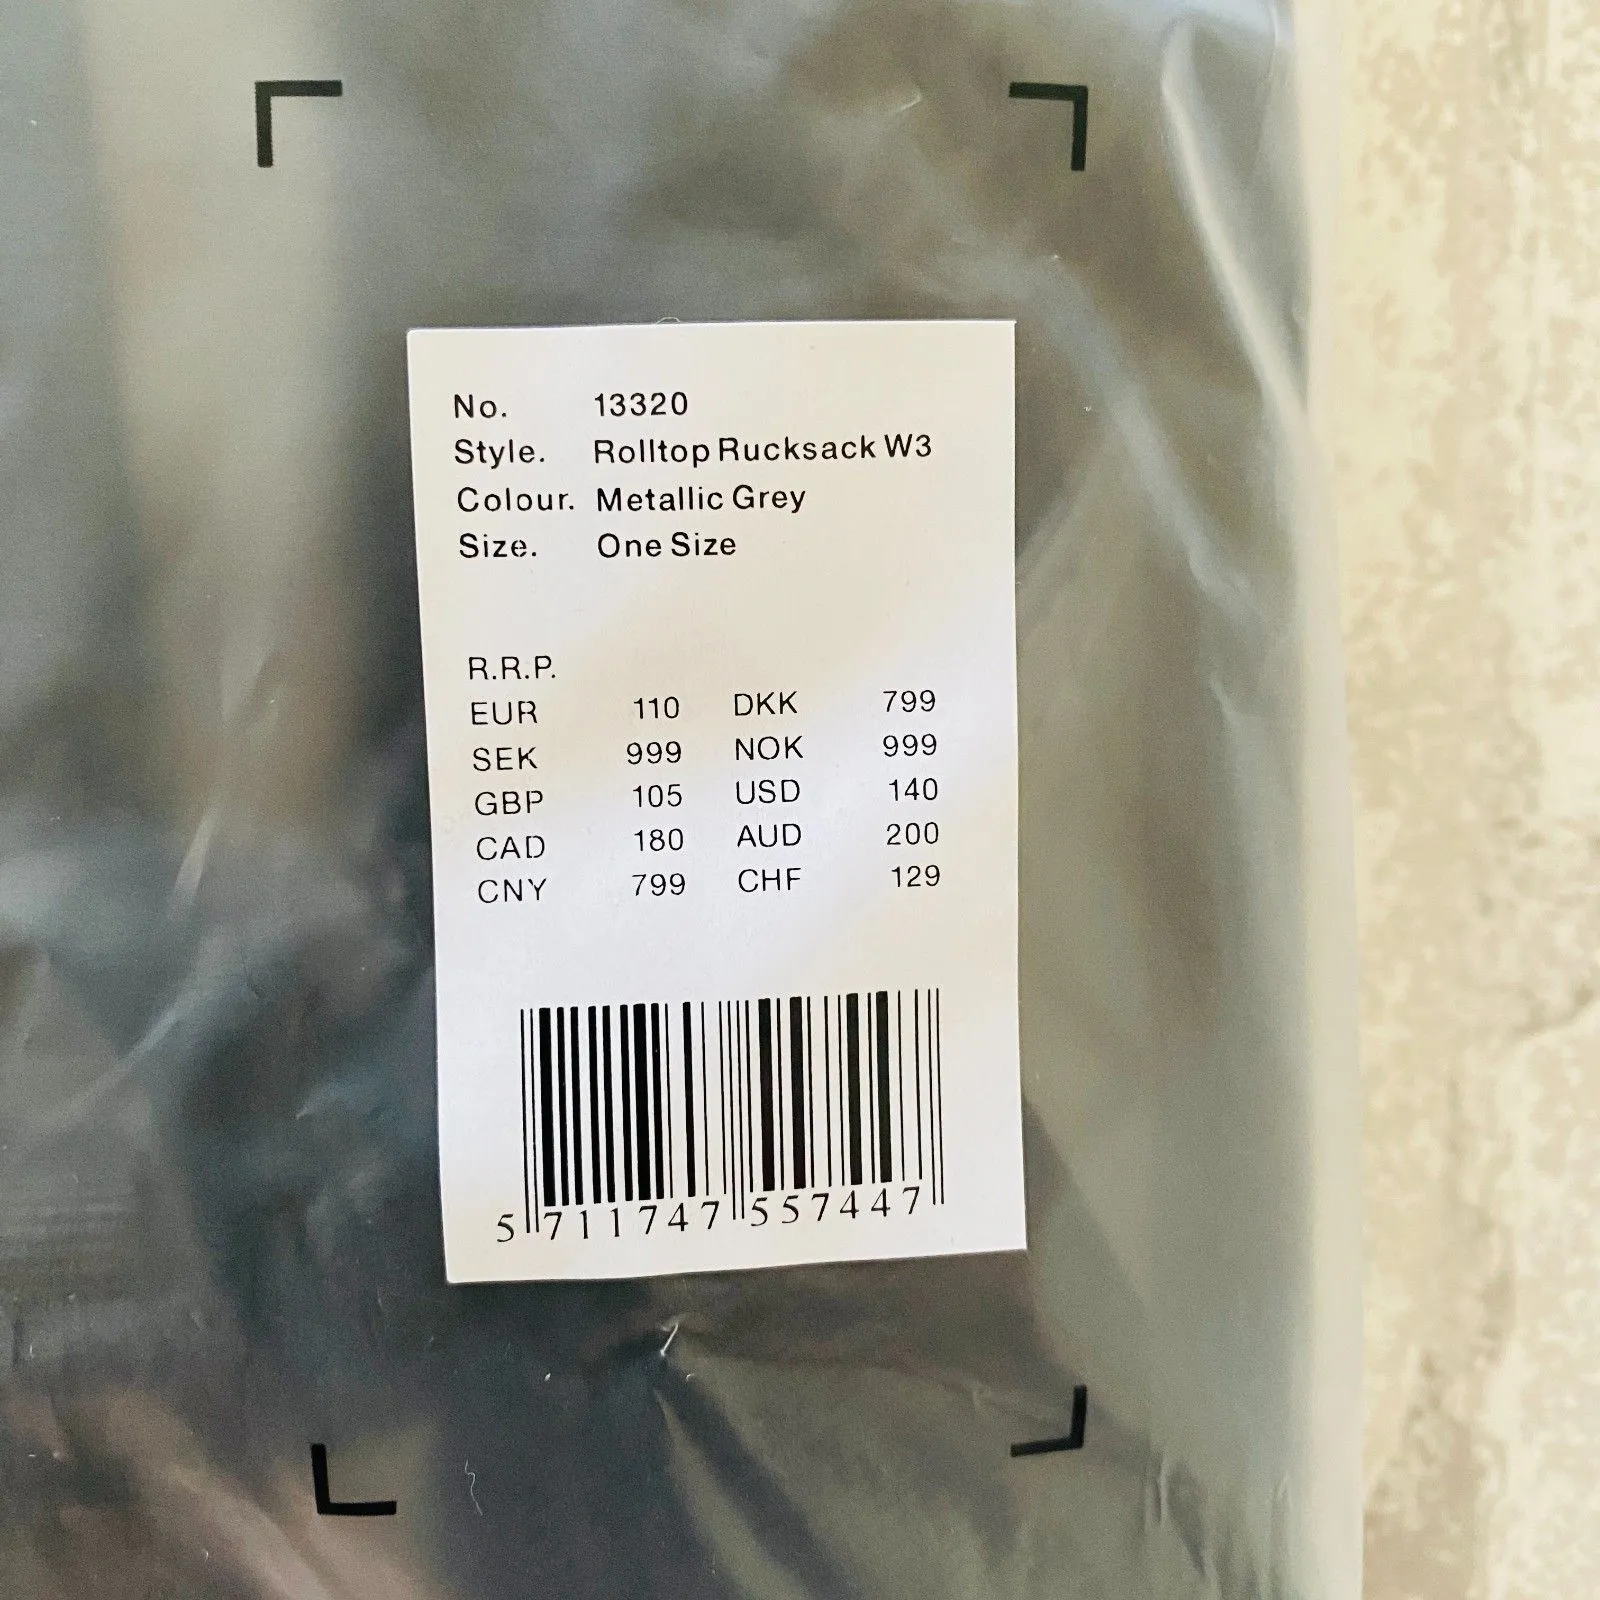 No. 13320
Style. Rolltop Rucksack W3
Colour. Metallic Grey
Size. One Size
R.R.P.
EUR 110 DKK 799
SEK 999 NOK 999
GBP 105 USD 140
CAD 180 AUD 200
CNY 799 CHF 129
5 711747 557447